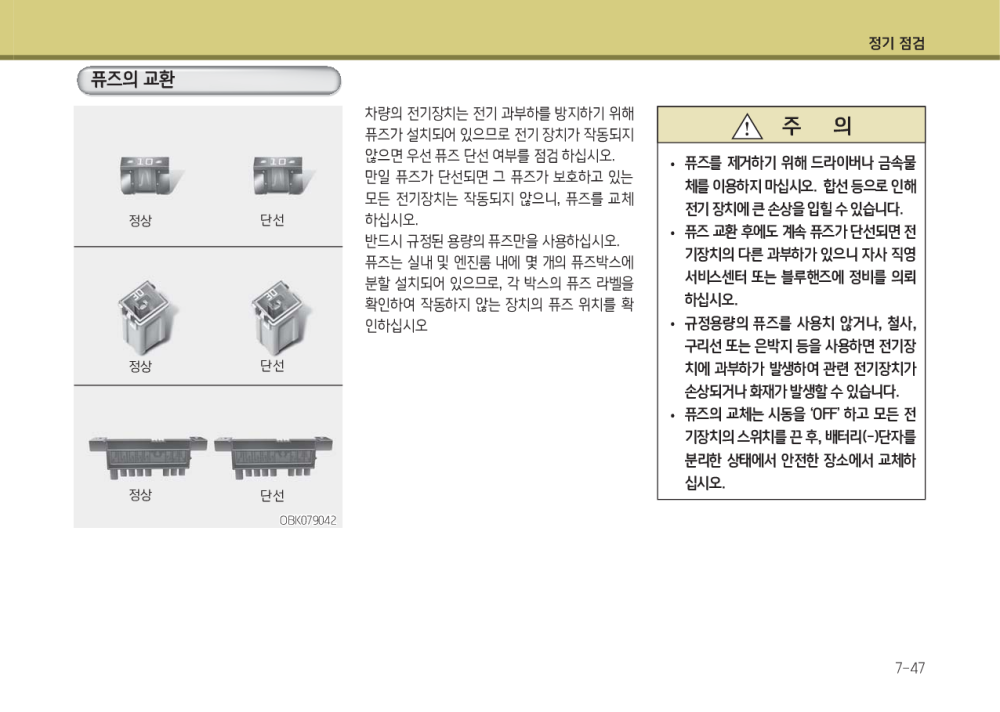 정기 점검
퓨즈의 교환
10
10
정상
단선
30
30
정상
단선
정상
단선
OBK079042
차량의 전기장치는 전기 과부하를 방지하기 위해
퓨즈가 설치되어 있으므로 전기 장치가 작동되지
않으면 우선 퓨즈 단선 여부를 점검 하십시오.
만일 퓨즈가 단선되면 그 퓨즈가 보호하고 있는
모든 전기장치는 작동되지 않으니, 퓨즈를 교체
하십시오.
반드시 규정된 용량의 퓨즈만을 사용하십시오.
퓨즈는 실내 및 엔진룸 내에 몇 개의 퓨즈박스에
분할 설치되어 있으므로, 각 박스의 퓨즈 라벨을
확인하여 작동하지 않는 장치의 퓨즈 위치를 확
인하십시오
주 의
• 퓨즈를 제거하기 위해 드라이버나 금속물
체를 이용하지 마십시오. 합선 등으로 인해
전기 장치에 큰 손상을 입힐 수 있습니다.
• 퓨즈 교환 후에도 계속 퓨즈가 단선되면 전
기장치의 다른 과부하가 있으니 자사 직영
서비스센터 또는 블루핸즈에 정비를 의뢰
하십시오.
• 규정용량의 퓨즈를 사용치 않거나, 철사,
구리선 또는 은박지 등을 사용하면 전기장
치에 과부하가 발생하여 관련 전기장치가
손상되거나 화재가 발생할 수 있습니다.
• 퓨즈의 교체는 시동을 ‘OFF’ 하고 모든 전
기장치의 스위치를 끈 후, 배터리(-)단자를
분리한 상태에서 안전한 장소에서 교체하
십시오.
7-47